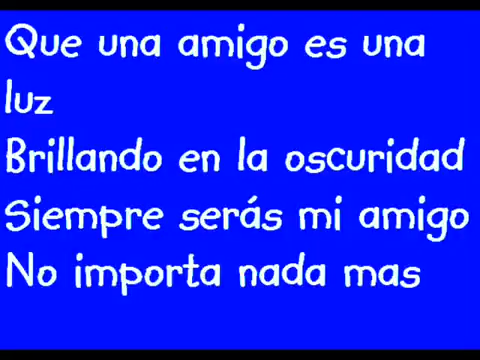 Que una amigo es una
luz
Brillando en la oscuridad
Siempre serás mi amigo
No importa nada mas